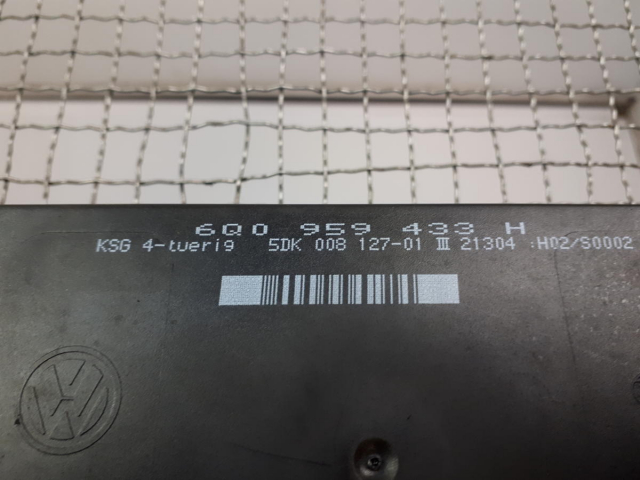 6Q0 959 433 H
KSG 4-tuerig 5DK 008 127-01 III 21304 :H02/S0002